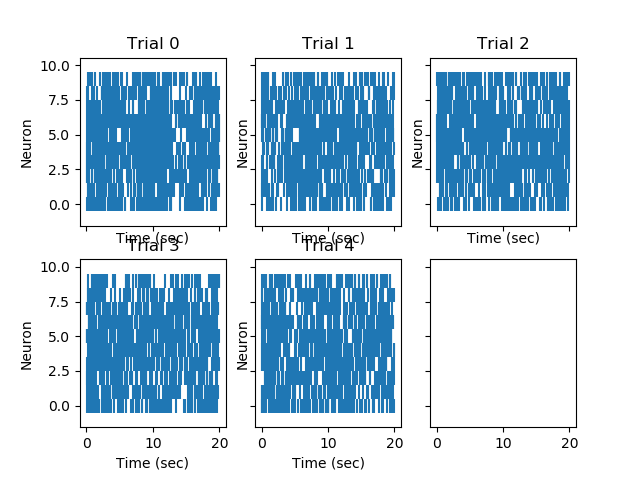 Trial 0
Trial 1
Trial 2
10.0
7.5
5.0
2.5
0.0
Neuron
Neuron
Neuron
Time (sec)
Time (sec)
Time (sec)
Trial 3
Trial 4
10.0
7.5
5.0
2.5
0.0
Neuron
Neuron
0 10 20
0 10 20
0 10 20
Time (sec)
Time (sec)